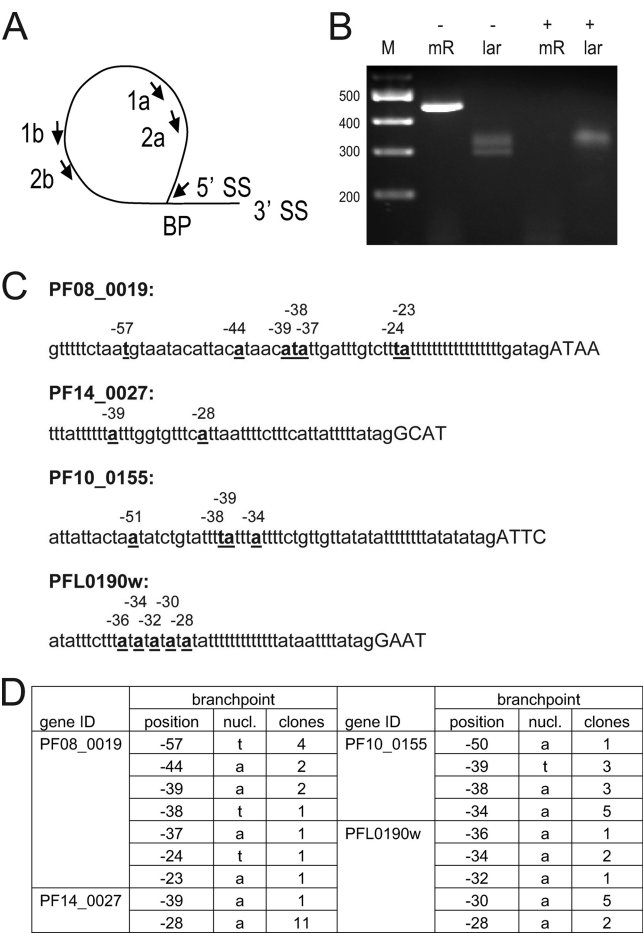 A
1a
1b
2a
2b
5' SS
3' SS
BP
B
- - + +
M mR lar mR lar
500
400
300
200
C
PF08_0019:
-38 -23
-57 -44 -39 -37 -24
gtttttctaatgtaatacattacataacatattgatttgtctttatttttttttttttttttgatagATAA
PF14_0027:
-39 -28
tttattttttatttggtgtttcattaattttctttcattatttttatagGCAT
PF10_0155:
-39
-51 -38 -34
attattactaatatctgtattttatttattttctgttgttatatattttttttatatatagATTC
PFL0190w:
-34 -30
-36 -32 -28
atatttctttatatatatatatttttttttttttataattttatagGAAT
D
gene ID branchpoint gene ID branchpoint
position nucl. clones position nucl. clones
PF08_0019 -57 t 4 PF10_0155 -50 a 1
-44 a 2 -39 t 3
-39 a 2 -38 a 3
-38 t 1 -34 a 5
-37 a 1 PFL0190w -36 a 1
-24 t 1 -34 a 2
-23 a 1 -32 a 1
PF14_0027 -39 a 1 -30 a 5
-28 a 11 -28 a 2